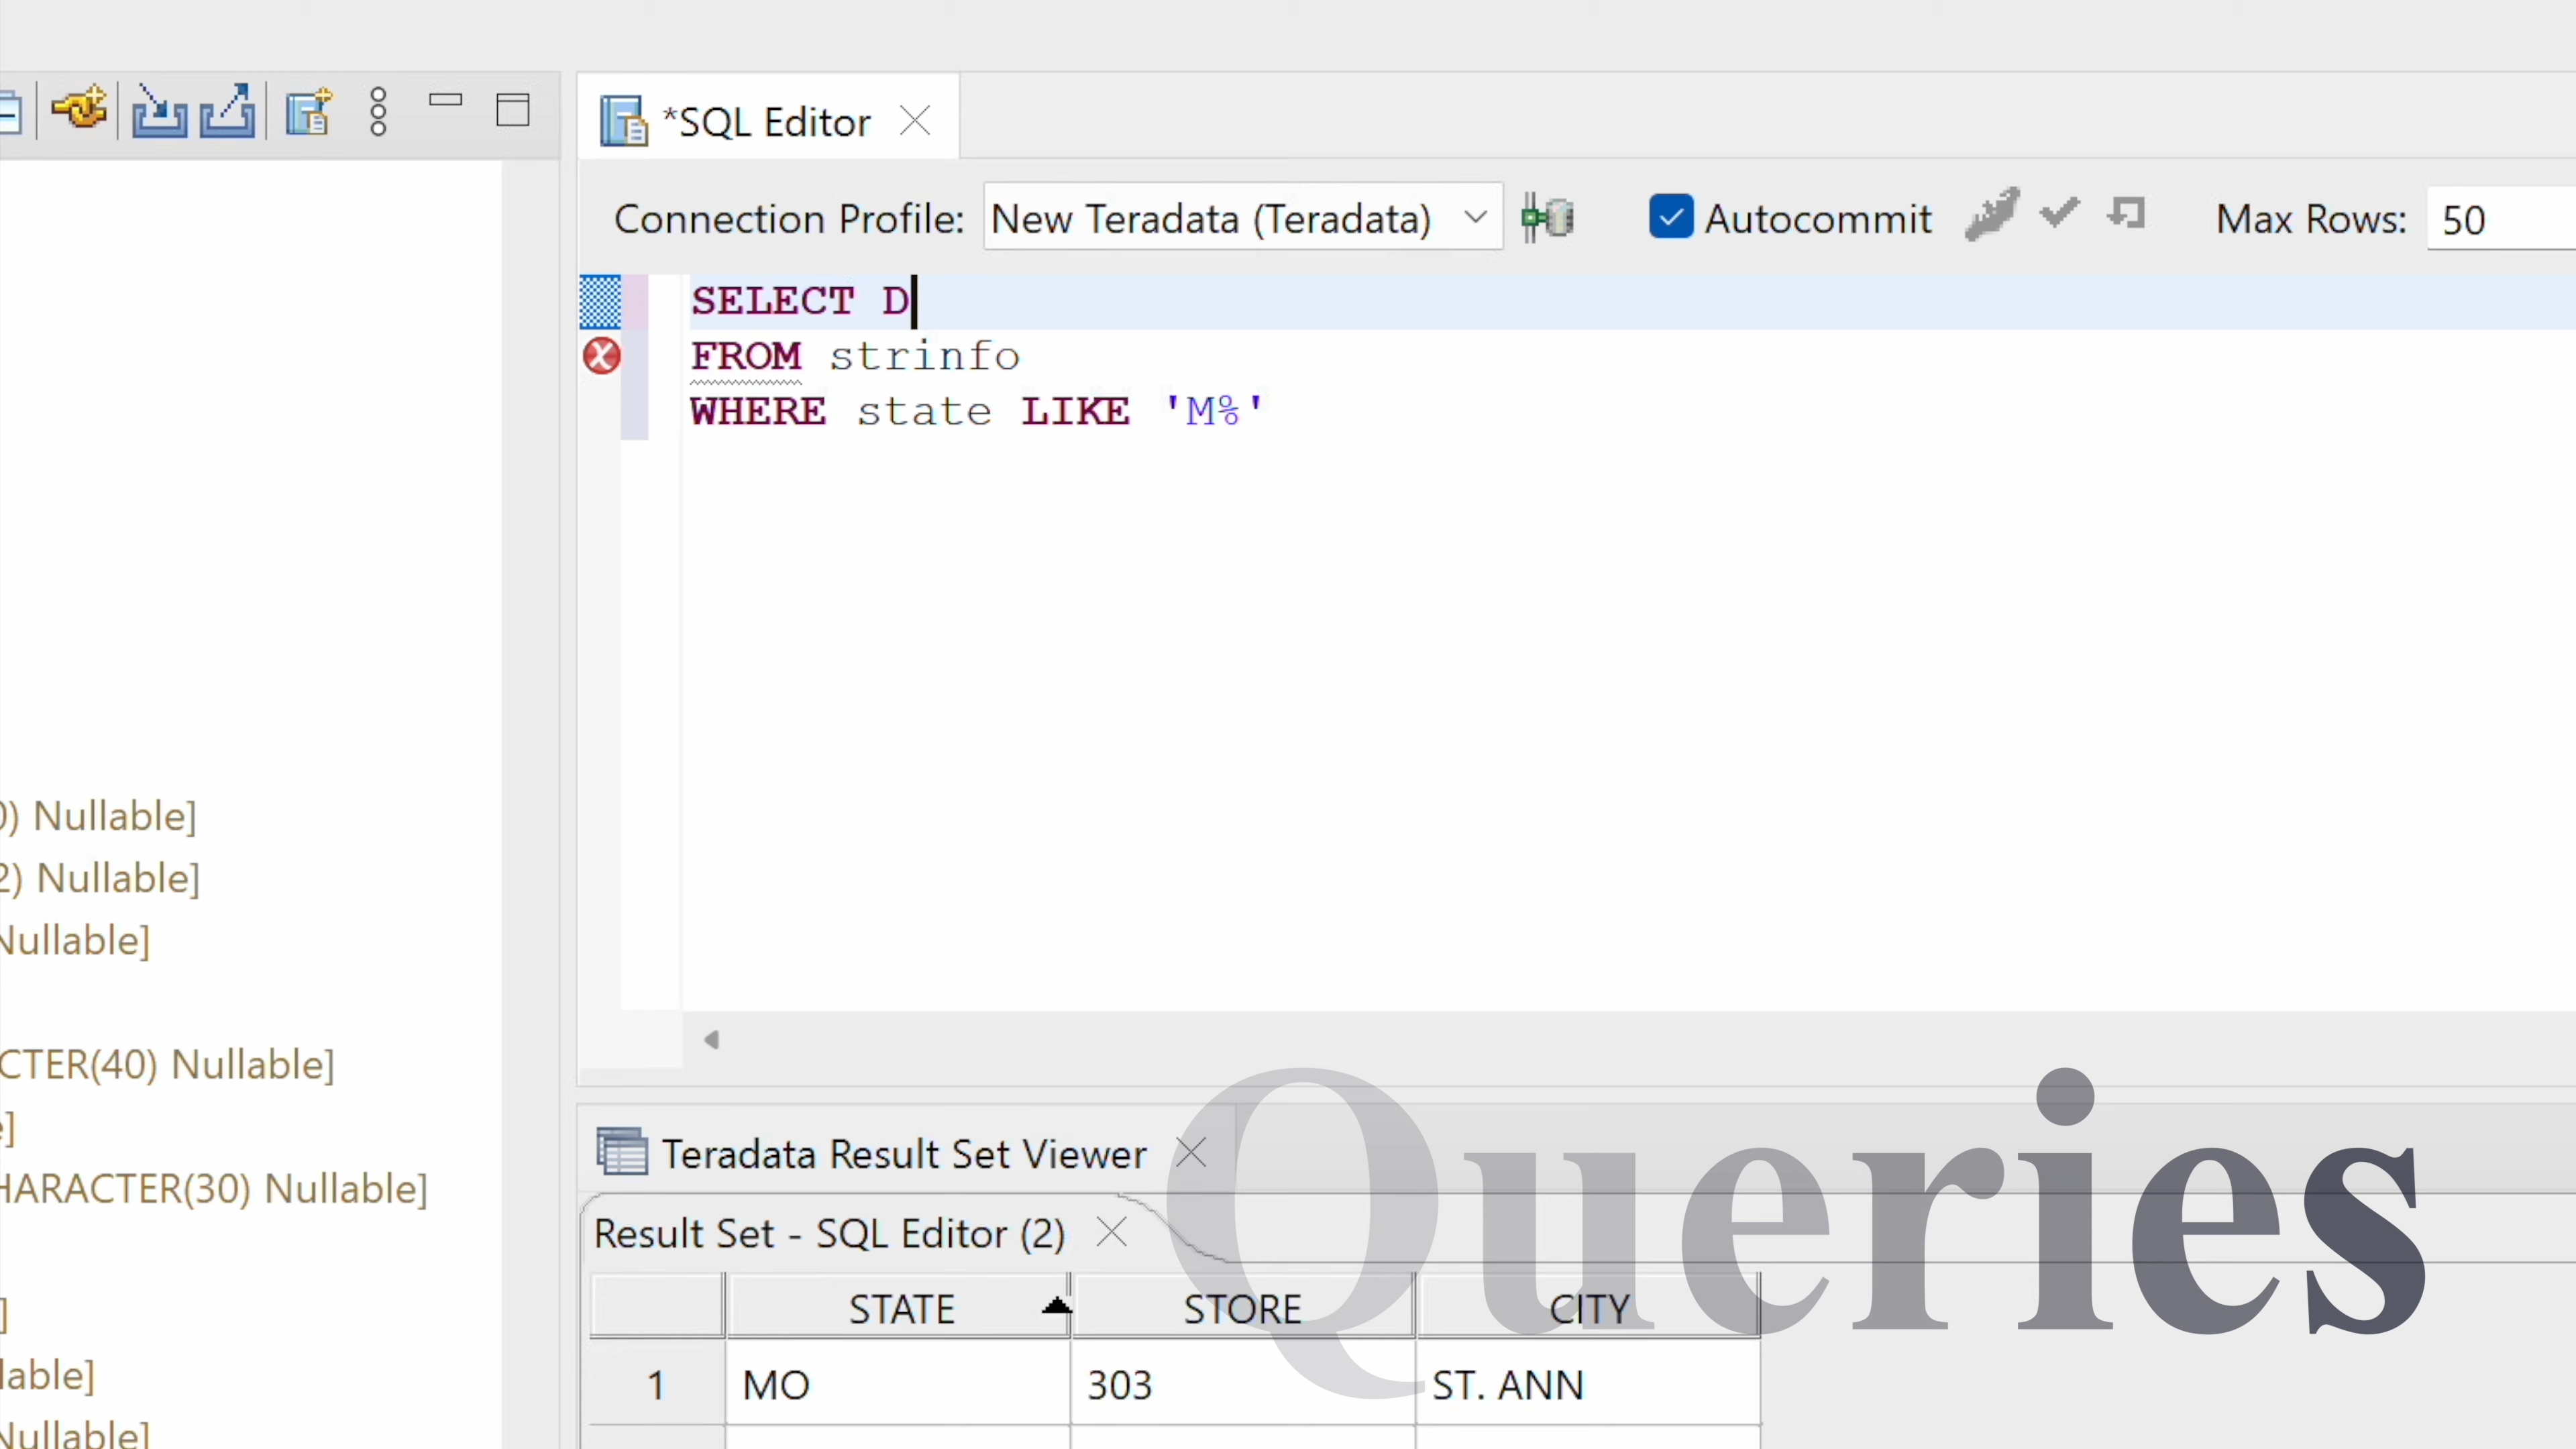 *SQL Editor
Connection Profile: New Teradata (Teradata) Autocommit Max Rows: 50
SELECT D
FROM strinfo
WHERE state LIKE 'M%'
0) Nullable]
2) Nullable]
Nullable]
CTER(40) Nullable]
e]
HARACTER(30) Nullable]
]
lable]
Nullable]
Teradata Result Set Viewer
Result Set - SQL Editor (2)
STATE STORE CITY
1 MO 303 ST. ANN
Queries